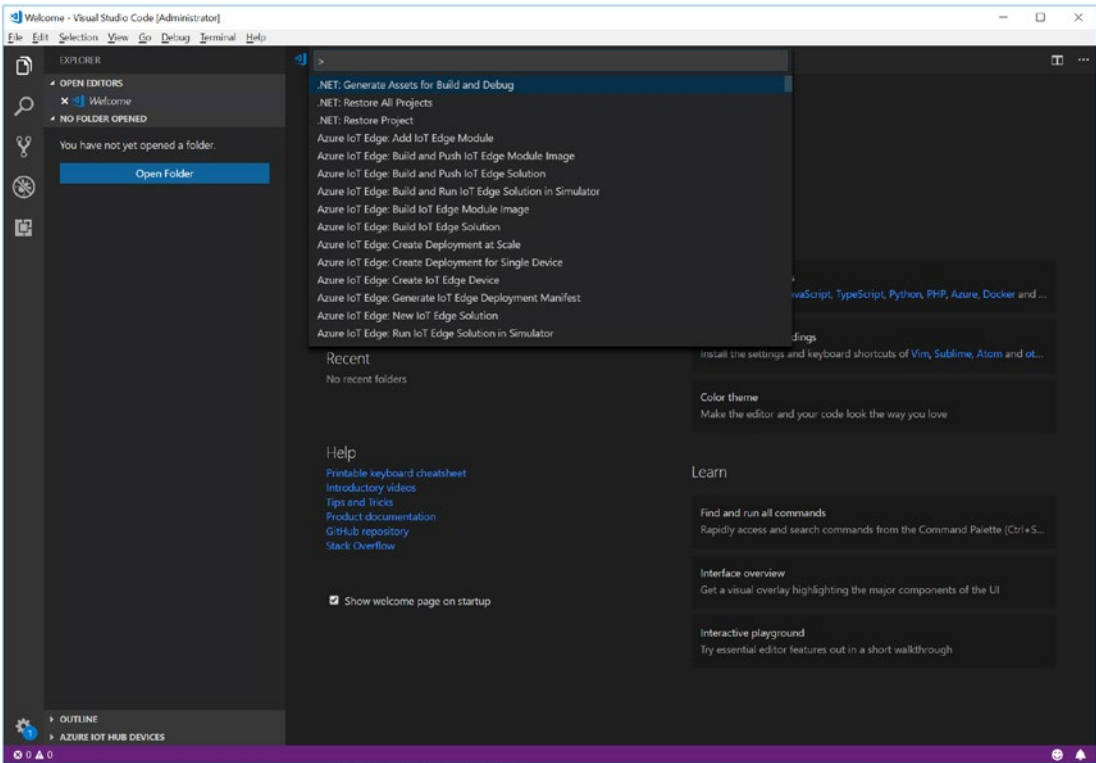 Welcome - Visual Studio Code [Administrator]
File Edit Selection View Go Debug Terminal Help
EXPLORER
OPEN EDITORS
Welcome
NO FOLDER OPENED
You have not yet opened a folder.
Open Folder
OUTLINE
AZURE IOT HUB DEVICES
1
0 0
>
.NET: Generate Assets for Build and Debug
.NET: Restore All Projects
.NET: Restore Project
Azure IoT Edge: Add IoT Edge Module
Azure IoT Edge: Build and Push IoT Edge Module Image
Azure IoT Edge: Build and Push IoT Edge Solution
Azure IoT Edge: Build and Run IoT Edge Solution in Simulator
Azure IoT Edge: Build IoT Edge Module Image
Azure IoT Edge: Build IoT Edge Solution
Azure IoT Edge: Create Deployment at Scale
Azure IoT Edge: Create Deployment for Single Device
Azure IoT Edge: Create IoT Edge Device
Azure IoT Edge: Generate IoT Edge Deployment Manifest
Azure IoT Edge: New IoT Edge Solution
Azure IoT Edge: Run IoT Edge Solution in Simulator
Recent
No recent folders
Help
Printable keyboard cheatsheet
Introductory videos
Tips and Tricks
Product documentation
GitHub repository
Stack Overflow
Show welcome page on startup
vaScript, TypeScript, Python, PHP, Azure, Docker and ...
dings
Install the settings and keyboard shortcuts of Vim, Sublime, Atom and ot...
Color theme
Make the editor and your code look the way you love
Learn
Find and run all commands
Rapidly access and search commands from the Command Palette (Ctrl+S...
Interface overview
Get a visual overlay highlighting the major components of the UI
Interactive playground
Try essential editor features out in a short walkthrough